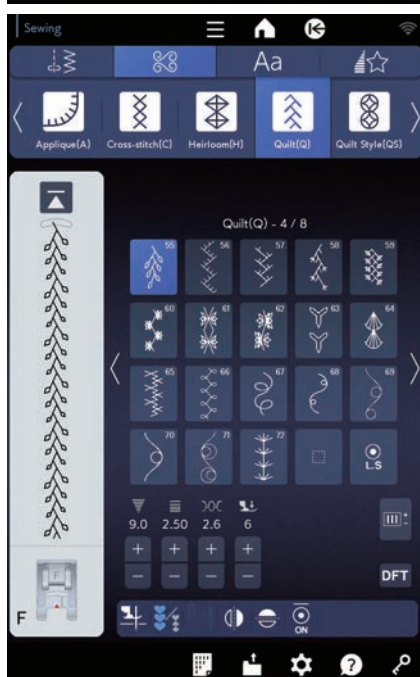 Sewing
Aa
Applique(A) Cross-stitch(C) Heirloom(H) Quilt(Q) Quilt Style(QS)
Quilt(Q) - 4 / 8
55 56 57 58 59
60 61 62 63 64
65 66 67 68 69
70 71 72 L.S
9.0 2.50 2.6 6
+ + + +
− − − −
DFT
F
ON
?